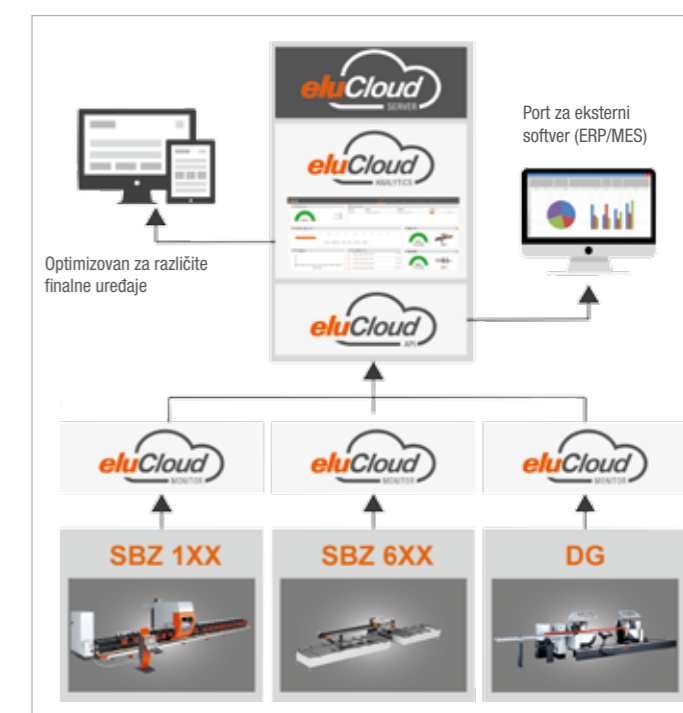 eluCloud
SERVER
eluCloud
ANALYTICS
Port za eksterni
softver (ERP/MES)
Optimizovan za različite
finalne uređaje
eluCloud
API
eluCloud
MONITOR
eluCloud
MONITOR
eluCloud
MONITOR
SBZ 1XX
SBZ 6XX
DG